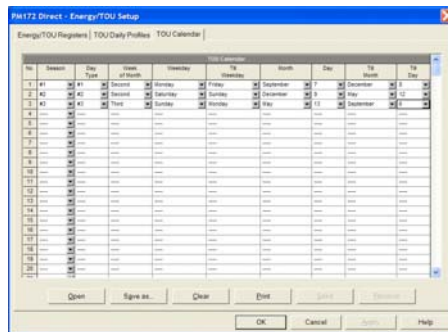 PM172 Direct - Energy/TOU Setup
Energy/TOU Registers TOU Daily Profiles TOU Calendar
TOU Calendar
No. Season Day Type Week of Month Weekday Till Weekday Month Day Till Month Till Day
1 #1 #1 Second Monday Friday September 7 December 8
2 #2 #2 Second Saturday Sunday December 9 May 12
3 #3 #3 Third Sunday Monday May 13 September 6
4 ---- ---- ---- ---- ---- ---- ---- ---- ----
5 ---- ---- ---- ---- ---- ---- ---- ---- ----
6 ---- ---- ---- ---- ---- ---- ---- ---- ----
7 ---- ---- ---- ---- ---- ---- ---- ---- ----
8 ---- ---- ---- ---- ---- ---- ---- ---- ----
9 ---- ---- ---- ---- ---- ---- ---- ---- ----
10 ---- ---- ---- ---- ---- ---- ---- ---- ----
11 ---- ---- ---- ---- ---- ---- ---- ---- ----
12 ---- ---- ---- ---- ---- ---- ---- ---- ----
13 ---- ---- ---- ---- ---- ---- ---- ---- ----
14 ---- ---- ---- ---- ---- ---- ---- ---- ----
15 ---- ---- ---- ---- ---- ---- ---- ---- ----
16 ---- ---- ---- ---- ---- ---- ---- ---- ----
17 ---- ---- ---- ---- ---- ---- ---- ---- ----
18 ---- ---- ---- ---- ---- ---- ---- ---- ----
19 ---- ---- ---- ---- ---- ---- ---- ---- ----
20 ---- ---- ---- ---- ---- ---- ---- ---- ----
Open Save as... Clear Print Send Receive
OK Cancel Apply Help